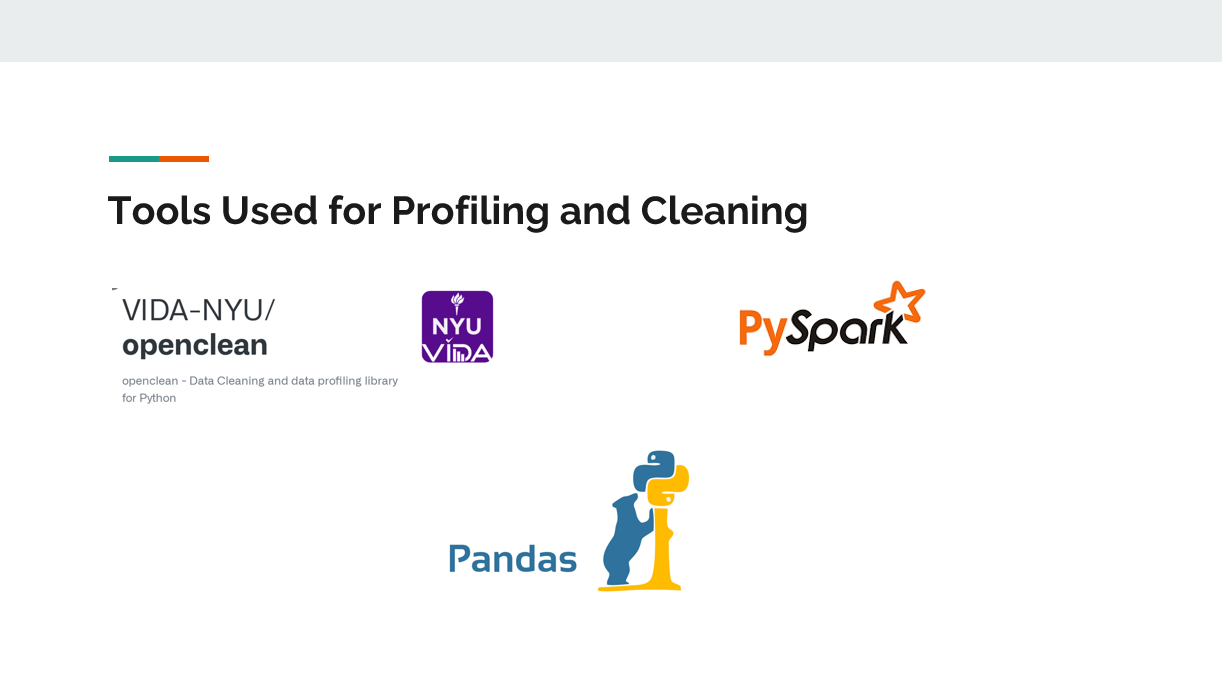 Tools Used for Profiling and Cleaning
VIDA-NYU/
openclean
openclean - Data Cleaning and data profiling library
for Python
NYU
VIDA
PySpark
Pandas